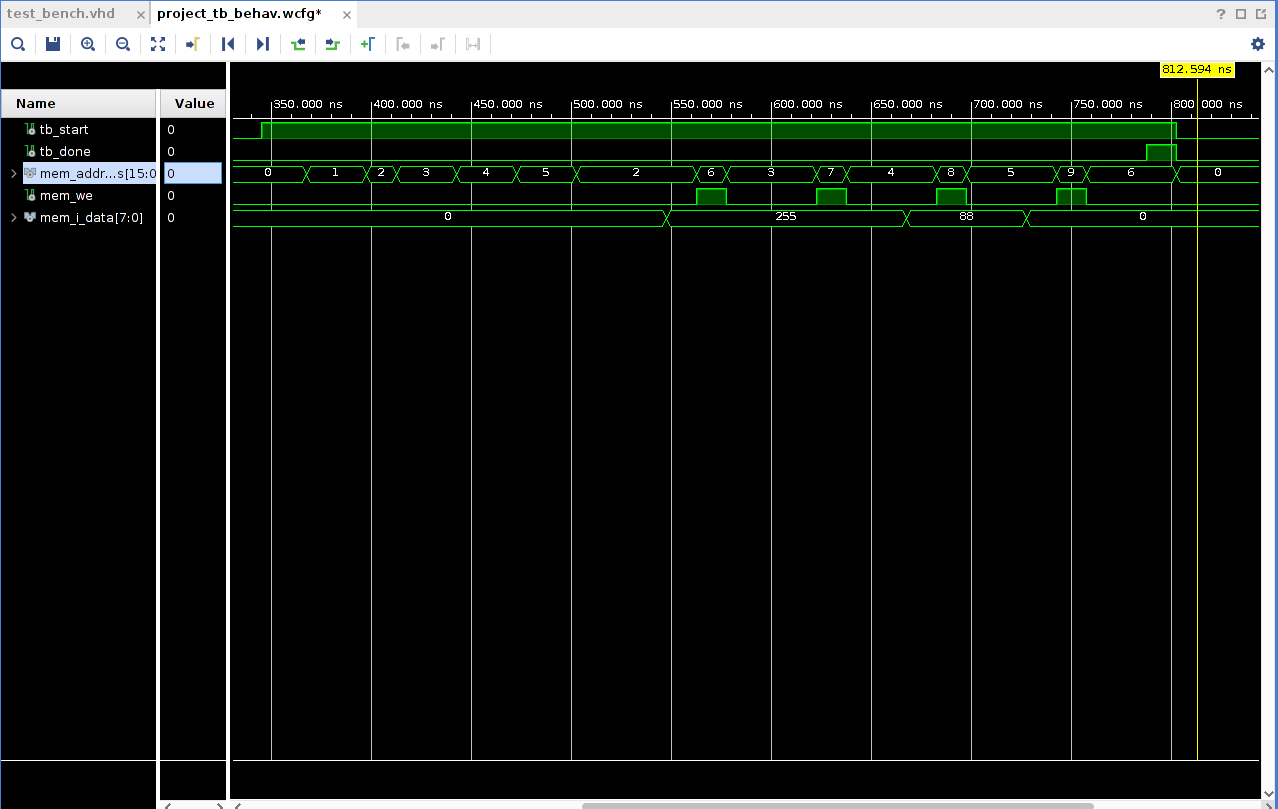 test_bench.vhd × project_tb_behav.wcfg* ×
?
812.594 ns
Name Value
350.000 ns 400.000 ns 450.000 ns 500.000 ns 550.000 ns 600.000 ns 650.000 ns 700.000 ns 750.000 ns 800.000 ns
tb_start 0
tb_done 0
mem_addr...s[15:0 0 0 1 2 3 4 5 2 6 3 7 4 8 5 9 6 0
mem_we 0
mem_i_data[7:0] 0 0 255 88 0